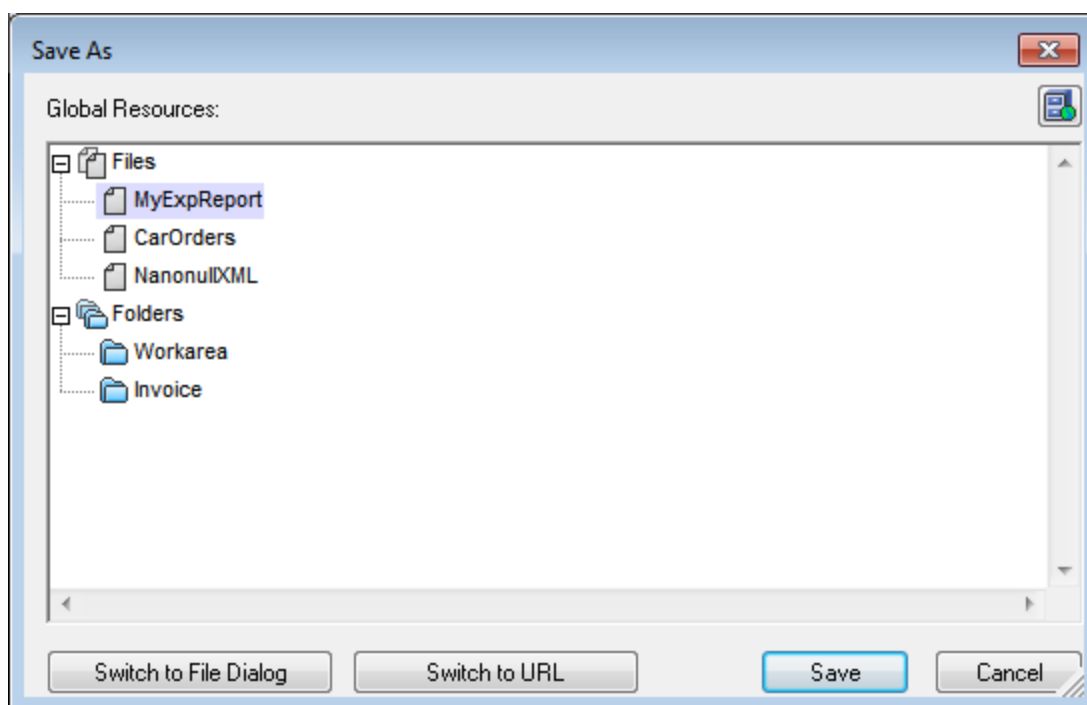 Save As
Global Resources:
Files
MyExpReport
CarOrders
NanonullXML
Folders
Workarea
Invoice
Switch to File Dialog Switch to URL Save Cancel